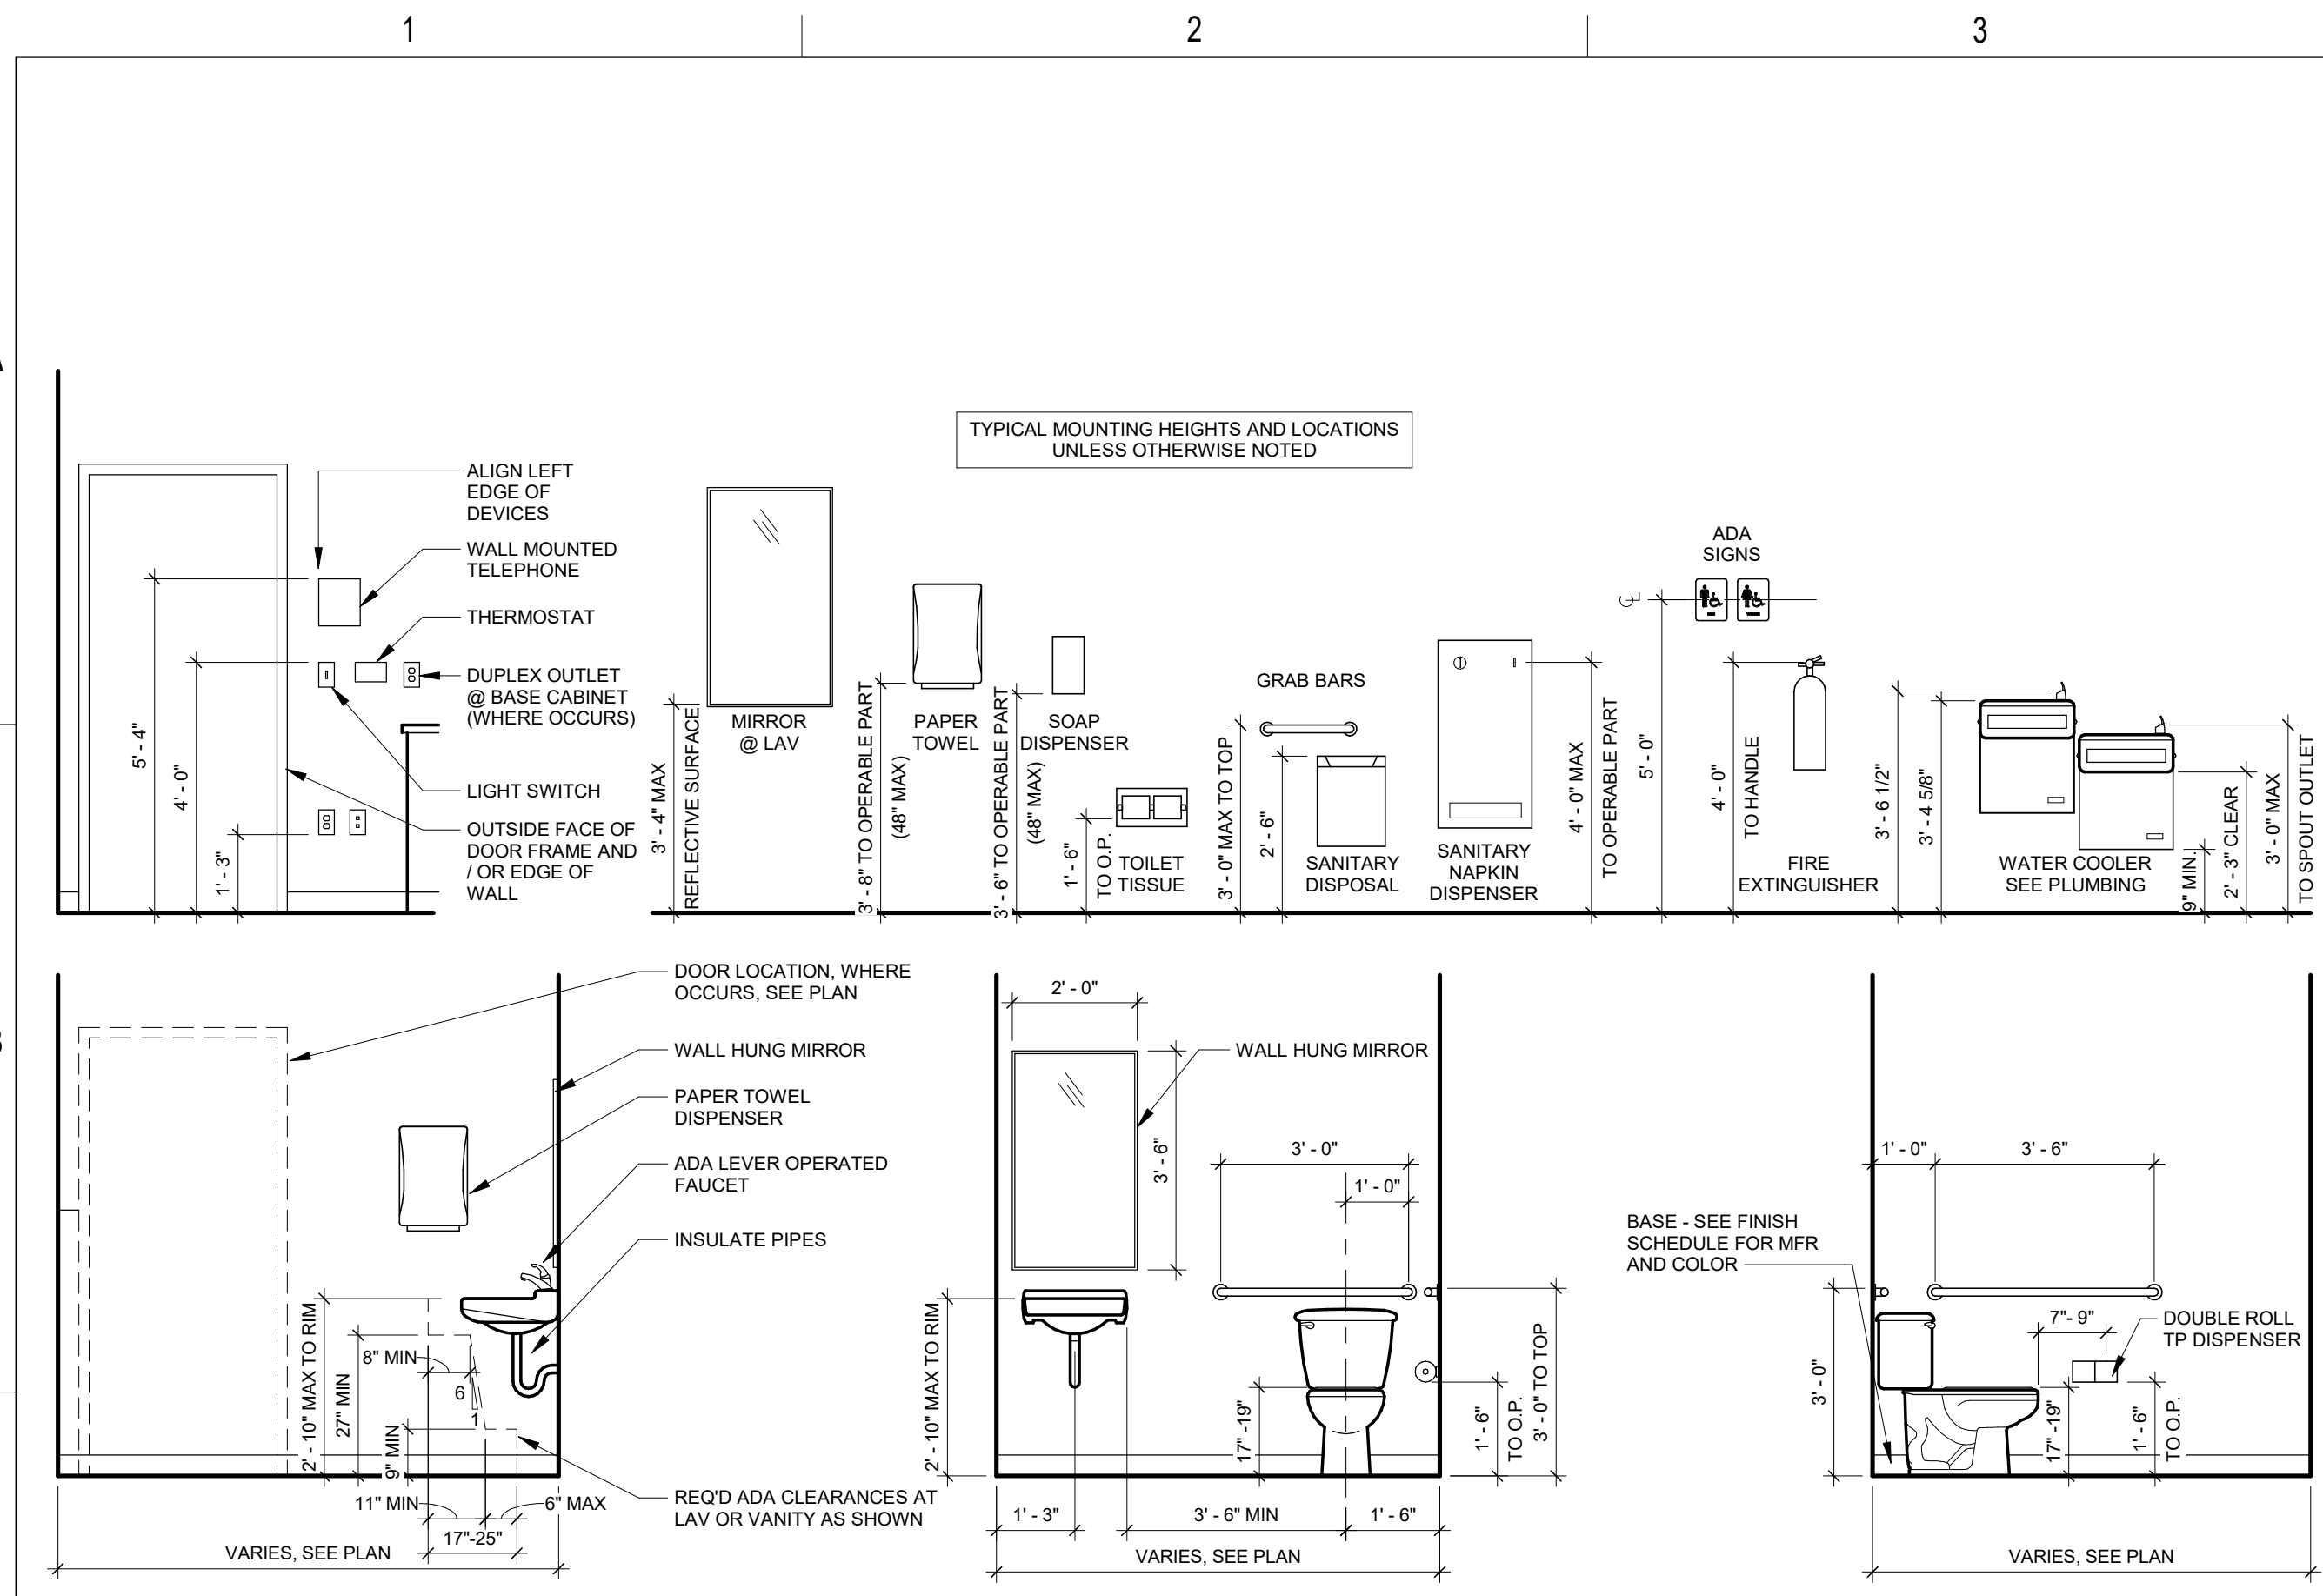 1
2
3
A
B
TYPICAL MOUNTING HEIGHTS AND LOCATIONS
UNLESS OTHERWISE NOTED
ALIGN LEFT
EDGE OF
DEVICES
WALL MOUNTED
TELEPHONE
THERMOSTAT
DUPLEX OUTLET
@ BASE CABINET
(WHERE OCCURS)
LIGHT SWITCH
OUTSIDE FACE OF
DOOR FRAME AND
/ OR EDGE OF
WALL
5' - 4"
4' - 0"
1' - 3"
3' - 4" MAX
REFLECTIVE SURFACE
MIRROR
@ LAV
3' - 8" TO OPERABLE PART
(48" MAX)
PAPER
TOWEL
3' - 6" TO OPERABLE PART
(48" MAX)
SOAP
DISPENSER
1' - 6"
TO O.P.
TOILET
TISSUE
3' - 0" MAX TO TOP
GRAB BARS
2' - 6"
SANITARY
DISPOSAL
SANITARY
NAPKIN
DISPENSER
4' - 0" MAX
TO OPERABLE PART
5' - 0"
ADA
SIGNS
4' - 0"
TO HANDLE
FIRE
EXTINGUISHER
3' - 6 1/2"
3' - 4 5/8"
WATER COOLER
SEE PLUMBING
9" MIN.
2' - 3" CLEAR
3' - 0" MAX
TO SPOUT OUTLET
DOOR LOCATION, WHERE
OCCURS, SEE PLAN
WALL HUNG MIRROR
PAPER TOWEL
DISPENSER
ADA LEVER OPERATED
FAUCET
INSULATE PIPES
REQ'D ADA CLEARANCES AT
LAV OR VANITY AS SHOWN
2' - 10" MAX TO RIM
27" MIN
8" MIN
6
1
9" MIN
11" MIN
6" MAX
17"-25"
VARIES, SEE PLAN
2' - 0"
WALL HUNG MIRROR
3' - 6"
3' - 0"
1' - 0"
2' - 10" MAX TO RIM
17" -19"
1' - 6"
TO O.P.
3' - 0" TO TOP
1' - 3"
3' - 6" MIN
1' - 6"
VARIES, SEE PLAN
BASE - SEE FINISH
SCHEDULE FOR MFR
AND COLOR
1' - 0"
3' - 6"
7"- 9"
DOUBLE ROLL
TP DISPENSER
3' - 0"
17" -19"
1' - 6"
TO O.P.
VARIES, SEE PLAN